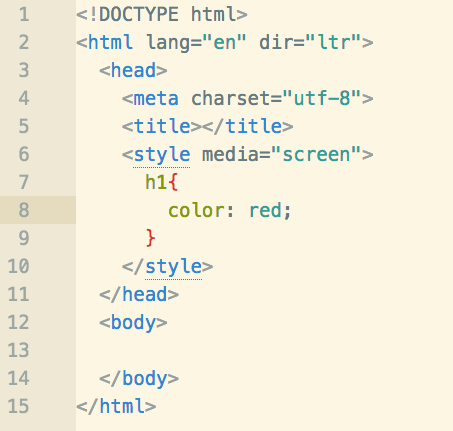 1 <!DOCTYPE html>
2 <html lang="en" dir="ltr">
3   <head>
4     <meta charset="utf-8">
5     <title></title>
6     <style media="screen">
7       h1{
8         color: red;
9       }
10     </style>
11   </head>
12   <body>
13
14   </body>
15 </html>